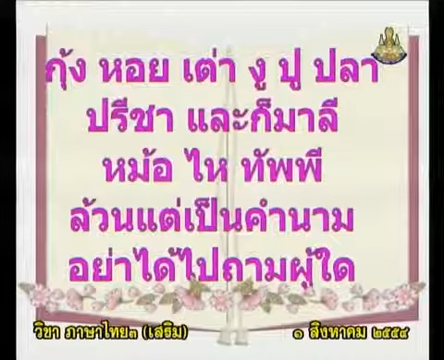 กุ้ง หอย เต่า งู ปู ปลา
ปรีชา และก็มาลี
หม้อ ไห ทัพพี
ล้วนแต่เป็นคำนาม
อย่าได้ไปถามผู้ใด
วิชา ภาษาไทย๓ (เสริม)
๑ สิงหาคม ๒๕๕๔